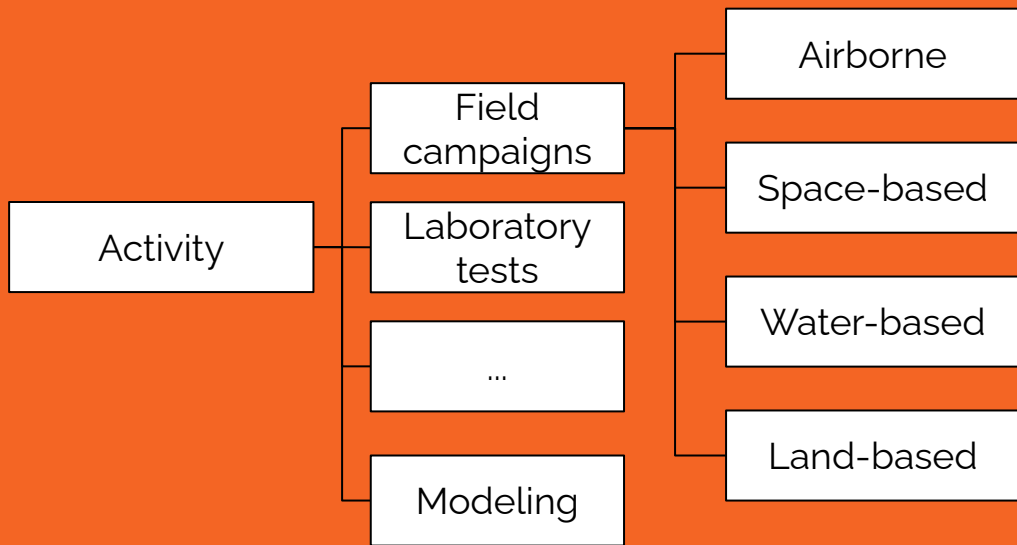 Activity
Field
campaigns
Laboratory
tests
...
Modeling
Airborne
Space-based
Water-based
Land-based